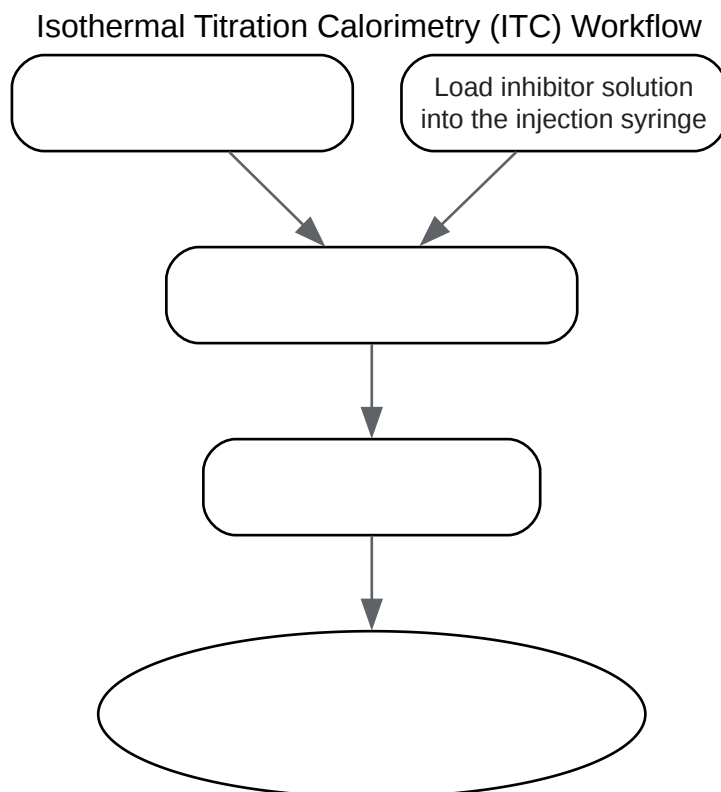 Isothermal Titration Calorimetry (ITC) Workflow
Load inhibitor solution
into the injection syringe